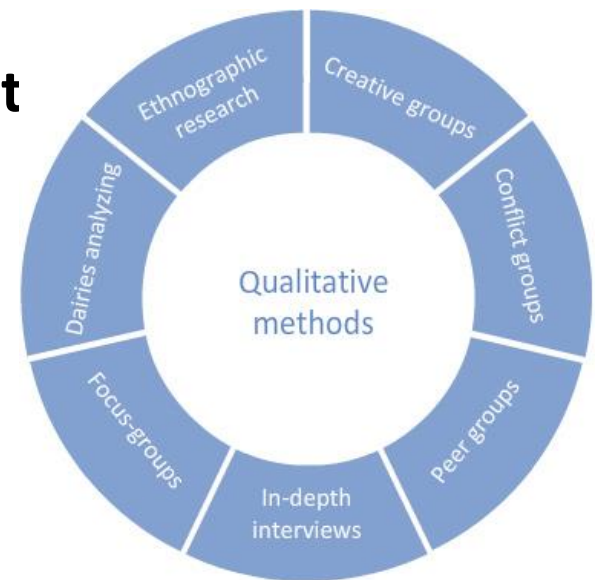 t
Ethnographic
research
Creative groups
Conflict groups
Peer groups
In-depth
interviews
Focus-groups
Dairies analyzing
Qualitative
methods